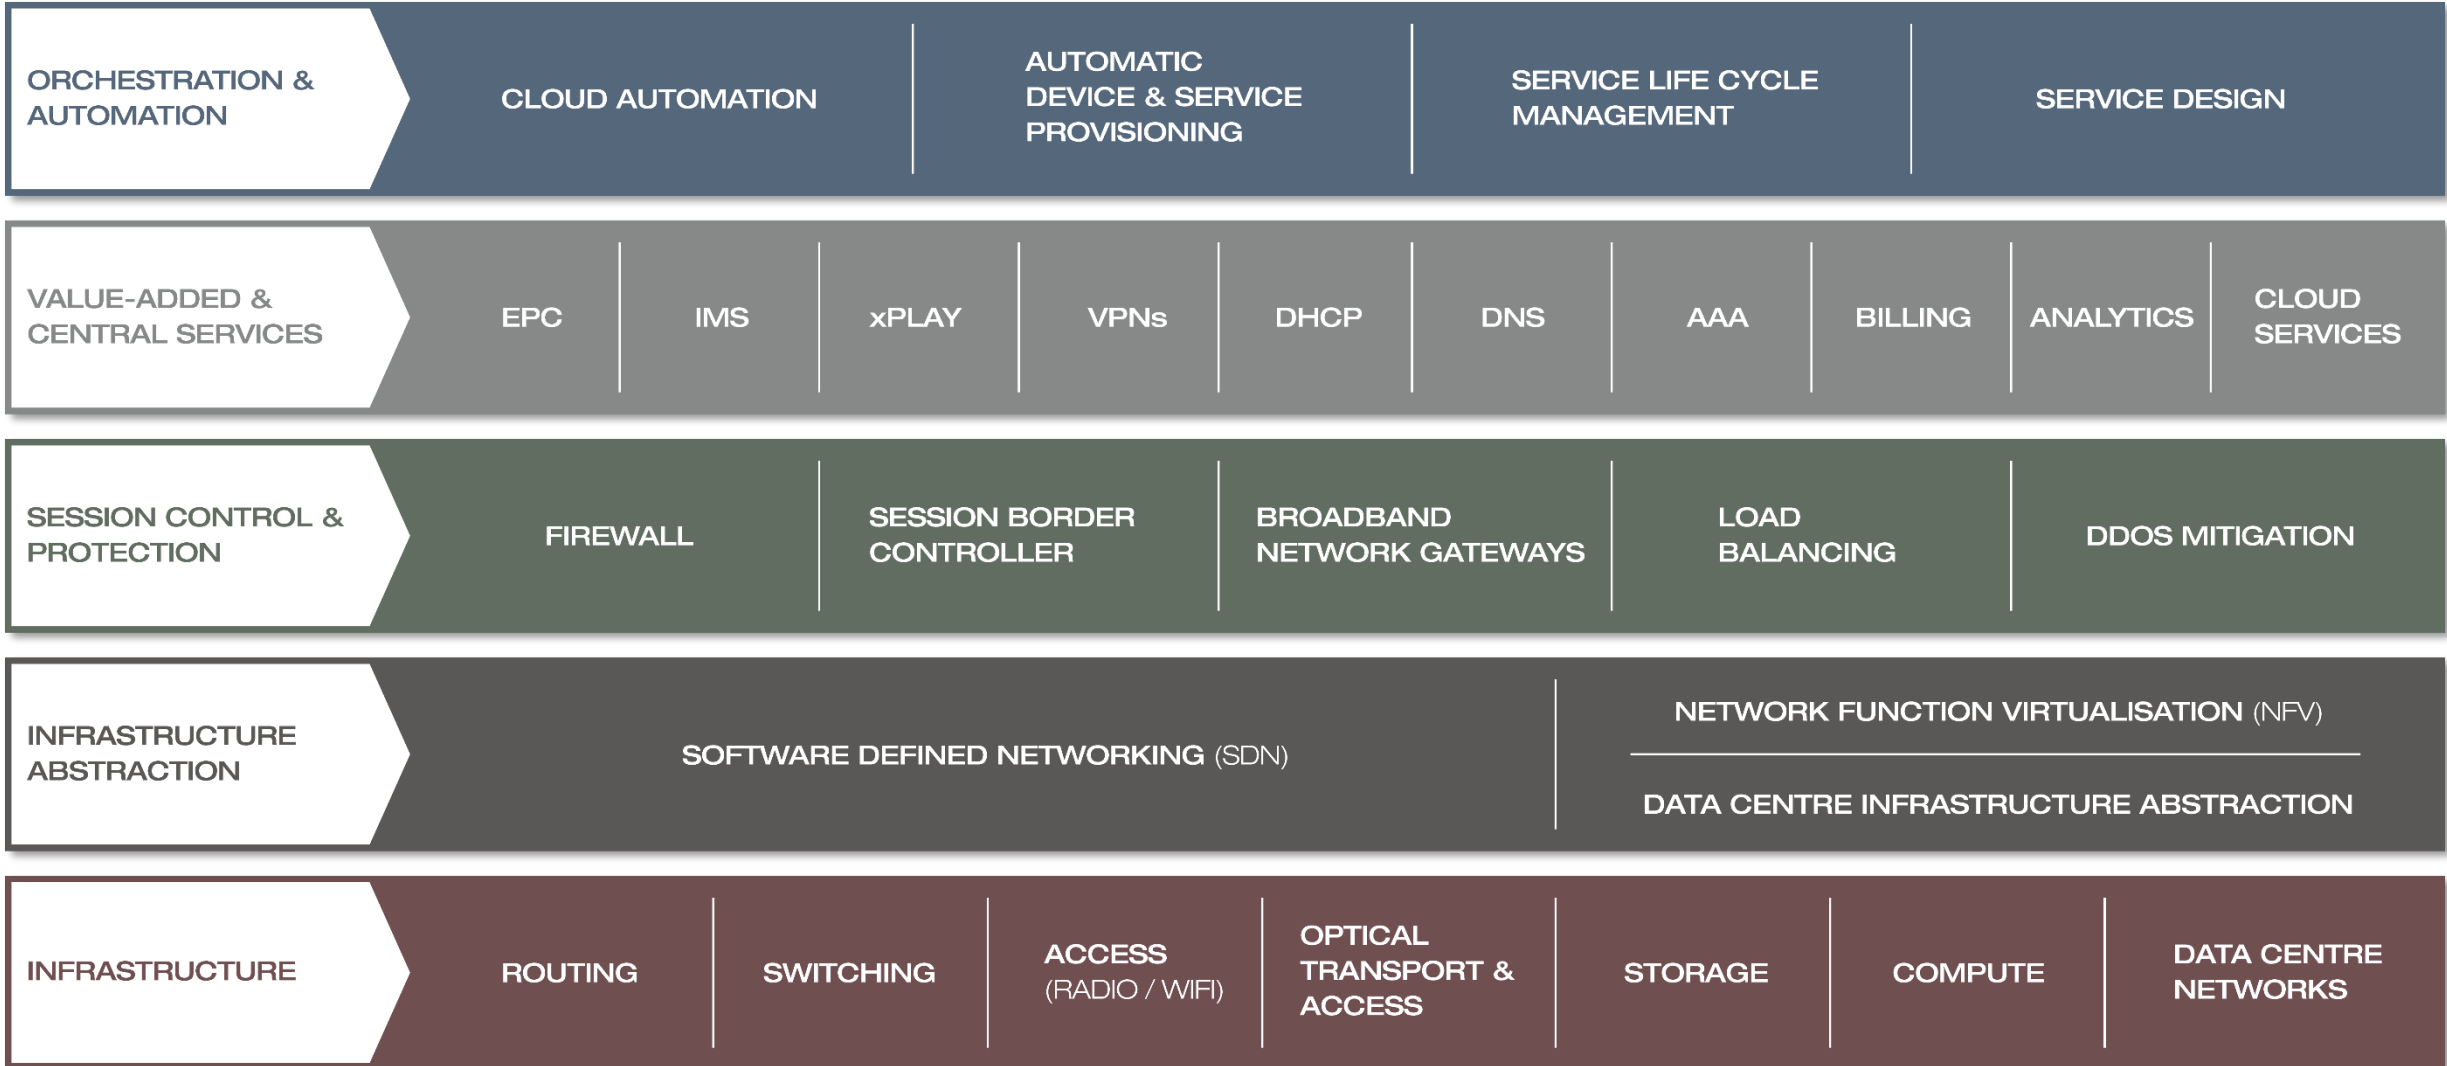 ORCHESTRATION &
AUTOMATION
CLOUD AUTOMATION
AUTOMATIC
DEVICE & SERVICE
PROVISIONING
SERVICE LIFE CYCLE
MANAGEMENT
SERVICE DESIGN
VALUE-ADDED &
CENTRAL SERVICES
EPC
IMS
xPLAY
VPNs
DHCP
DNS
AAA
BILLING
ANALYTICS
CLOUD
SERVICES
SESSION CONTROL &
PROTECTION
FIREWALL
SESSION BORDER
CONTROLLER
BROADBAND
NETWORK GATEWAYS
LOAD
BALANCING
DDOS MITIGATION
INFRASTRUCTURE
ABSTRACTION
SOFTWARE DEFINED NETWORKING (SDN)
NETWORK FUNCTION VIRTUALISATION (NFV)
DATA CENTRE INFRASTRUCTURE ABSTRACTION
INFRASTRUCTURE
ROUTING
SWITCHING
ACCESS
(RADIO / WIFI)
OPTICAL
TRANSPORT &
ACCESS
STORAGE
COMPUTE
DATA CENTRE
NETWORKS